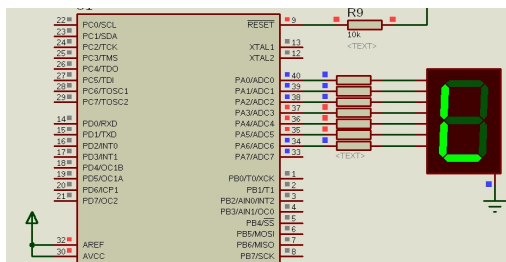 U1
22 PC0/SCL
23 PC1/SDA
24 PC2/TCK
25 PC3/TMS
26 PC4/TDO
27 PC5/TDI
28 PC6/TOSC1
29 PC7/TOSC2
14 PD0/RXD
15 PD1/TXD
16 PD2/INT0
17 PD3/INT1
18 PD4/OC1B
19 PD5/OC1A
20 PD6/ICP1
21 PD7/OC2
32 AREF
30 AVCC
RESET 9
XTAL1 13
XTAL2 12
PA0/ADC0 40
PA1/ADC1 39
PA2/ADC2 38
PA3/ADC3 37
PA4/ADC4 36
PA5/ADC5 35
PA6/ADC6 34
PA7/ADC7 33
PB0/T0/XCK 1
PB1/T1 2
PB2/AIN0/INT2 3
PB3/AIN1/OC0 4
PB4/SS 5
PB5/MOSI 6
PB6/MISO 7
PB7/SCK 8
R9
10k
<TEXT>
<TEXT>